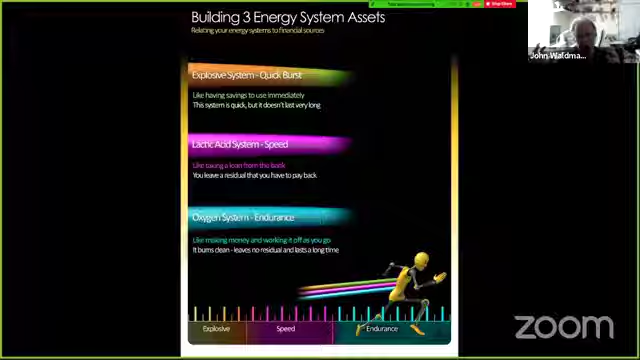 Building 3 Energy System Assets
Relating your energy systems to financial sources
Explosive System - Quick Burst
Like having savings to use immediately
This system is quick, but it doesn't last very long
Lactic Acid System - Speed
Like taking a loan from the bank
You leave a residual that you have to pay back
Oxygen System - Endurance
Like making money and working it off as you go
It burns clean - leaves no residual and lasts a long time
Explosive
Speed
Endurance
John Waldma...
zoom